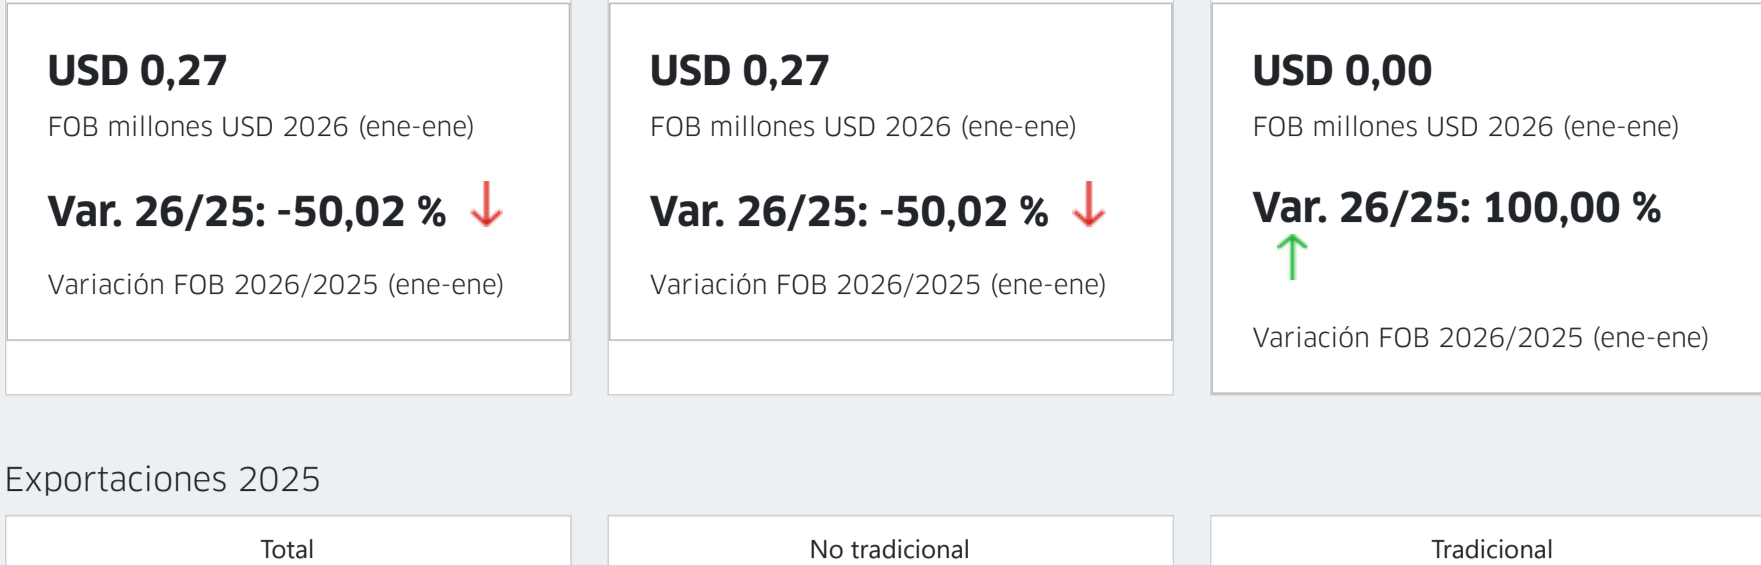 USD 0,27
FOB millones USD 2026 (ene-ene)
Var. 26/25: -50,02 %
Variación FOB 2026/2025 (ene-ene)
USD 0,27
FOB millones USD 2026 (ene-ene)
Var. 26/25: -50,02 %
Variación FOB 2026/2025 (ene-ene)
USD 0,00
FOB millones USD 2026 (ene-ene)
Var. 26/25: 100,00 %
Variación FOB 2026/2025 (ene-ene)
Exportaciones 2025
Total
No tradicional
Tradicional